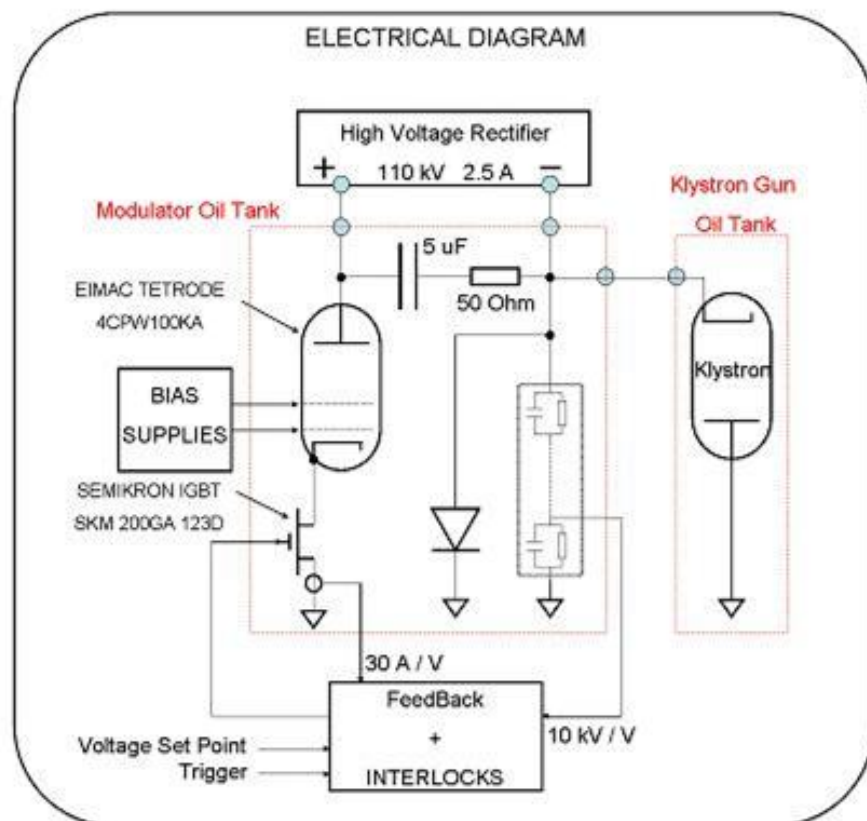 ELECTRICAL DIAGRAM
High Voltage Rectifier
+ 110 kV 2.5 A −
Modulator Oil Tank
Klystron Gun
Oil Tank
5 uF
50 Ohm
EIMAC TETRODE
4CPW100KA
Klystron
BIAS
SUPPLIES
SEMIKRON IGBT
SKM 200GA 123D
30 A / V
10 kV / V
FeedBack
+
INTERLOCKS
Voltage Set Point
Trigger